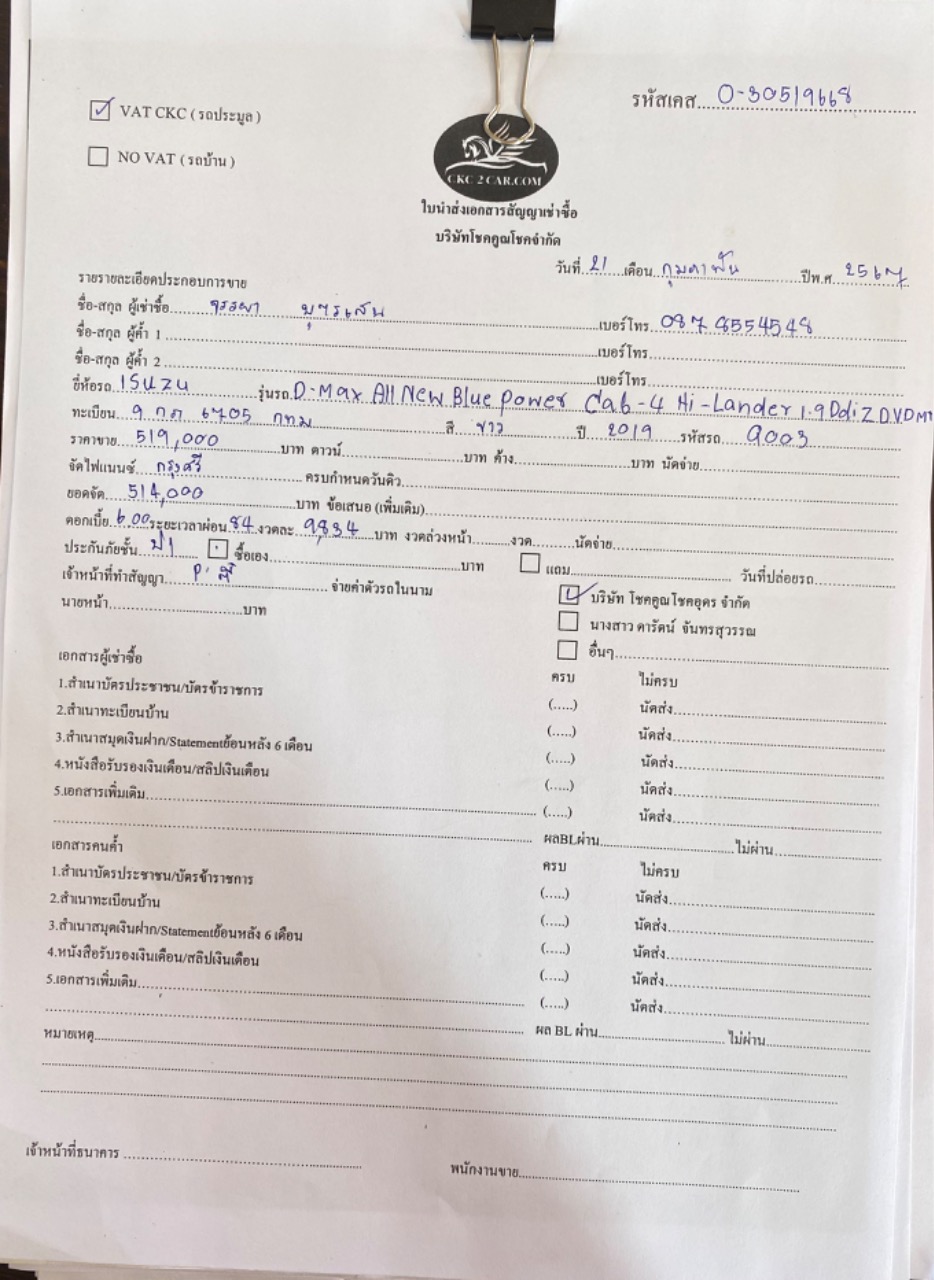 รหัสเคส....0-30519668
☑ VAT CKC ( รถประมูล )
☐ NO VAT ( รถบ้าน )
CKC 2 CAR.COM
ใบนำส่งเอกสารสัญญาเช่าซื้อ
บริษัทโชคคูณโชคจำกัด
วันที่ 21 เดือน กุมภาพัน ปีพ.ศ. 2567
รายรายละเอียดประกอบการขาย
ชื่อ-สกุล ผู้เช่าซื้อ จรรยา บุตรแสน เบอร์โทร 087 8554548
ชื่อ-สกุล ผู้ค้ำ 1 เบอร์โทร
ชื่อ-สกุล ผู้ค้ำ 2 เบอร์โทร
ยี่ห้อรถ ISUZU รุ่นรถ D-Max All New Blue power Cab-4 Hi-Lander 1.9 Ddi Z DVD MT
ทะเบียน 9 กภ 6705 กทม สี ขาว ปี 2019 รหัสรถ 9003
ราคาขาย 519,000 บาท ดาวน์ บาท ค้าง บาท นัดจ่าย
จัดไฟแนนซ์ กรุงศรี ครบกำหนดวันคิว
ยอดจัด 514,000 บาท ข้อเสนอ (เพิ่มเติม)
ดอกเบี้ย 6.00 ระยะเวลาผ่อน 84 งวดละ 9,834 บาท งวดล่วงหน้า งวด นัดจ่าย
ประกันภัยชั้น ป1 ☐ ซื้อเอง บาท ☐ แถม วันที่ปล่อยรถ
เจ้าหน้าที่ทำสัญญา จ่ายค่าตัวรถในนาม ☑ บริษัท โชคคูณโชคอุดร จำกัด
นายหน้า บาท ☐ นางสาว ดารัตน์ จันทรสุวรรณ
☐ อื่นๆ
เอกสารผู้เช่าซื้อ ครบ ไม่ครบ
1.สำเนาบัตรประชาชน/บัตรข้าราชการ (.....) นัดส่ง
2.สำเนาทะเบียนบ้าน (.....) นัดส่ง
3.สำเนาสมุดเงินฝาก/Statementย้อนหลัง 6 เดือน (.....) นัดส่ง
4.หนังสือรับรองเงินเดือน/สลิปเงินเดือน (.....) นัดส่ง
5.เอกสารเพิ่มเติม (.....) นัดส่ง
ผลBLผ่าน ไม่ผ่าน
เอกสารคนค้ำ ครบ ไม่ครบ
1.สำเนาบัตรประชาชน/บัตรข้าราชการ (.....) นัดส่ง
2.สำเนาทะเบียนบ้าน (.....) นัดส่ง
3.สำเนาสมุดเงินฝาก/Statementย้อนหลัง 6 เดือน (.....) นัดส่ง
4.หนังสือรับรองเงินเดือน/สลิปเงินเดือน (.....) นัดส่ง
5.เอกสารเพิ่มเติม (.....) นัดส่ง
ผล BL ผ่าน ไม่ผ่าน
หมายเหตุ
เจ้าหน้าที่ธนาคาร พนักงานขาย